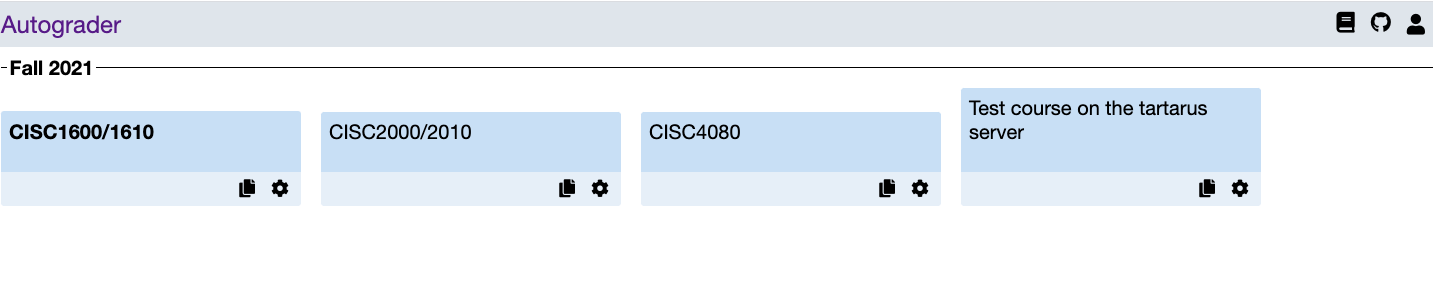 Autograder
Fall 2021
CISC1600/1610
CISC2000/2010
CISC4080
Test course on the tartarus
server